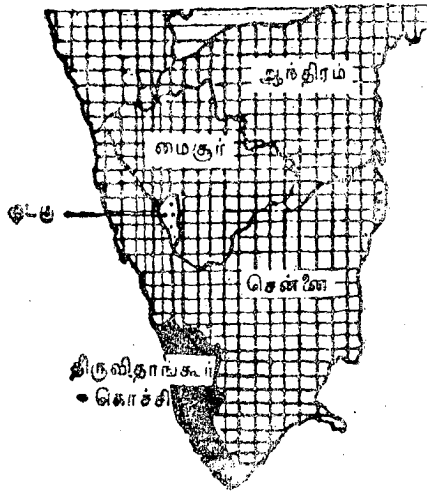 ஆந்திரம்
மைசூர்
குடகு
சென்னை
திருவிதாங்கூர்
• கொச்சி